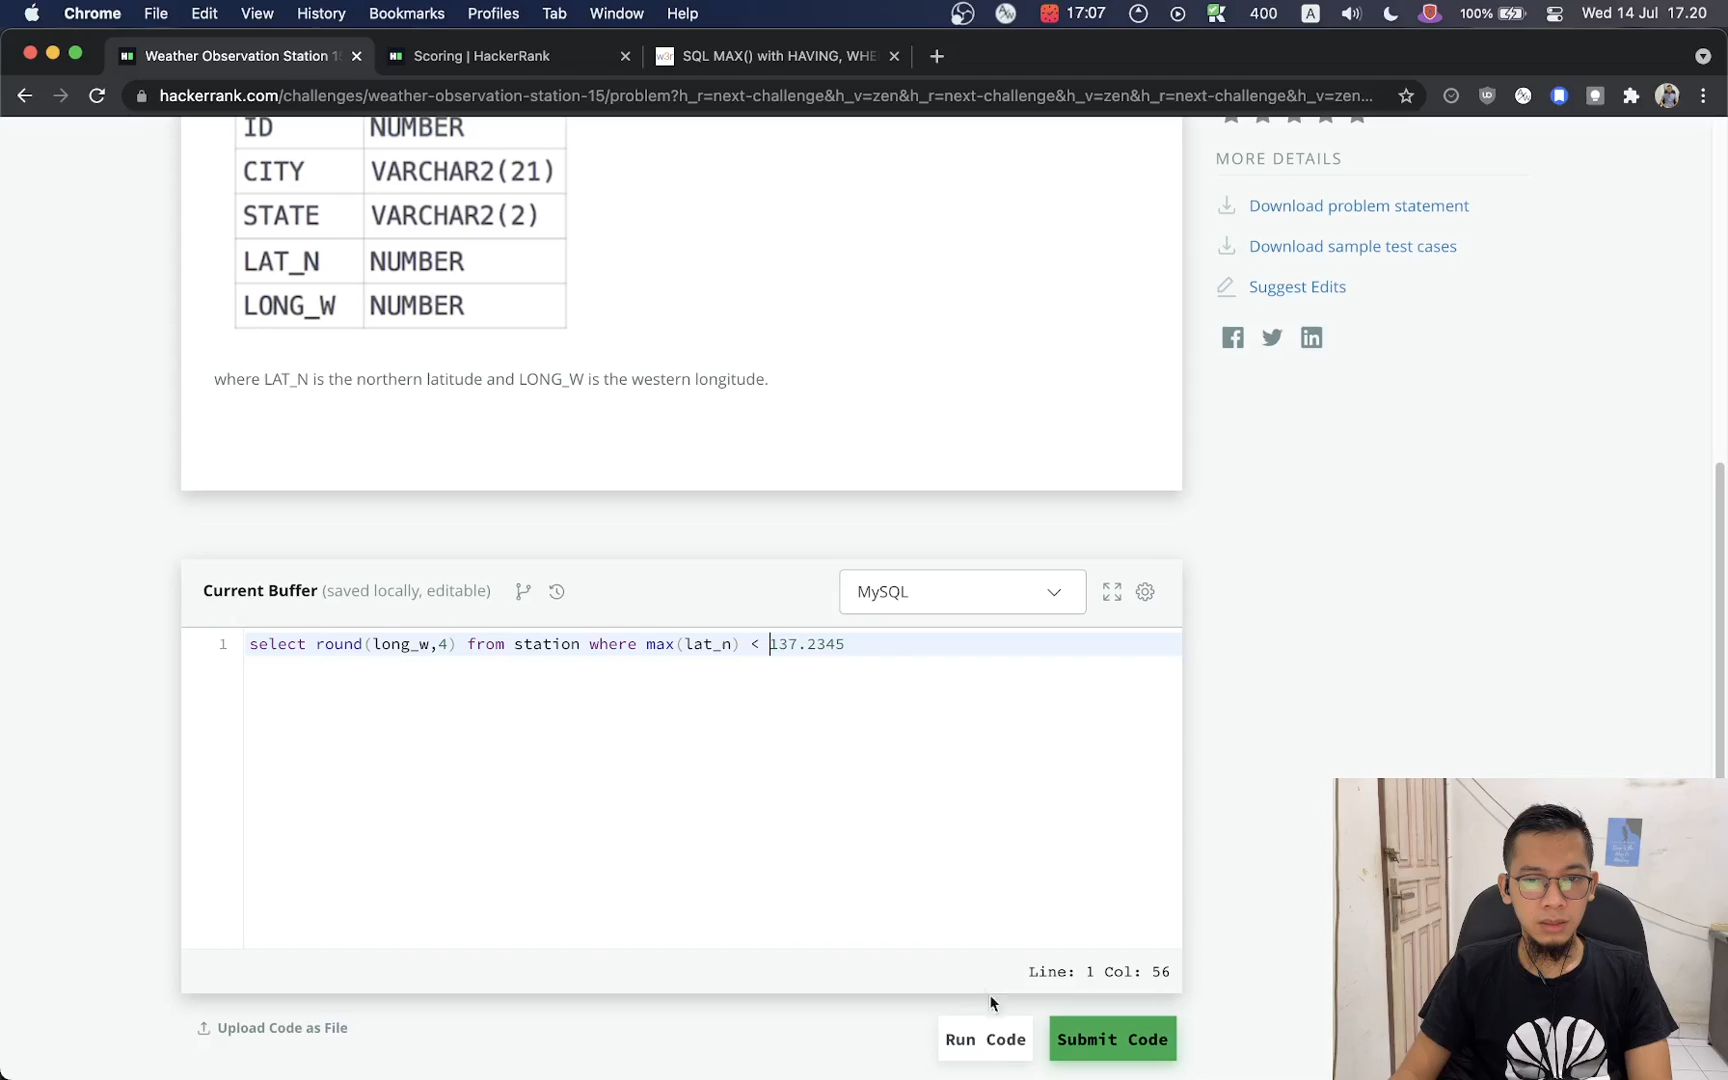 Chrome File Edit View History Bookmarks Profiles Tab Window Help 17:07 400 A 100% Wed 14 Jul 17.20
Weather Observation Station 15 Scoring | HackerRank SQL MAX() with HAVING, WHE
hackerrank.com/challenges/weather-observation-station-15/problem?h_r=next-challenge&h_v=zen&h_r=next-challenge&h_v=zen&h_r=next-challenge&h_v=zen...
ID NUMBER
CITY VARCHAR2(21)
STATE VARCHAR2(2)
LAT_N NUMBER
LONG_W NUMBER
where LAT_N is the northern latitude and LONG_W is the western longitude.
MORE DETAILS
Download problem statement
Download sample test cases
Suggest Edits
Current Buffer (saved locally, editable) MySQL
1 select round(long_w,4) from station where max(lat_n) < 137.2345
Line: 1 Col: 56
Upload Code as File Run Code Submit Code